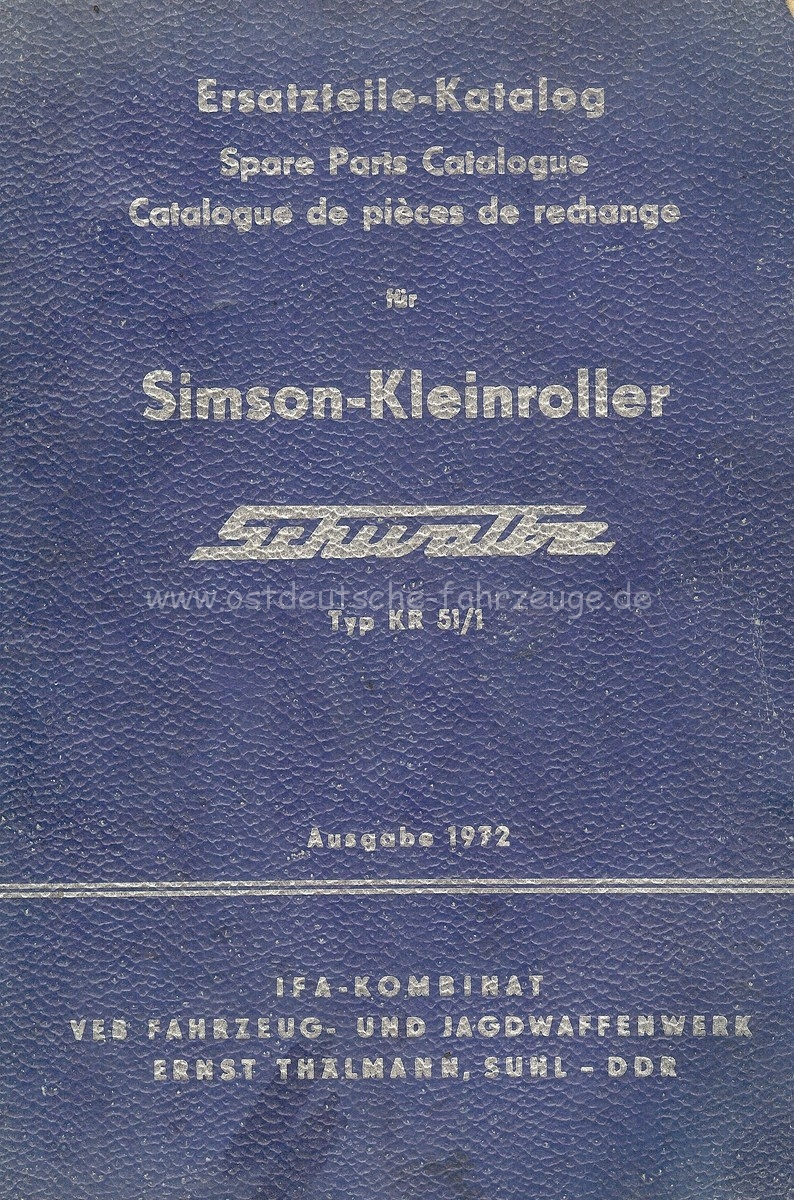 Ersatzteile-Katalog
Spare Parts Catalogue
Catalogue de pièces de rechange
für
Simson-Kleinroller
Schwalbe
www.ostdeutsche-fahrzeuge.de
Typ KR 51/1
Ausgabe 1972
IFA-KOMBINAT
VEB FAHRZEUG- UND JAGDWAFFENWERK
ERNST THÄLMANN, SUHL – DDR